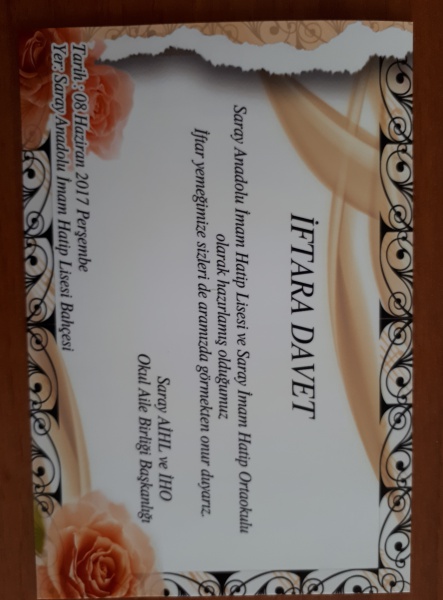 İFTARA DAVET
Saray Anadolu İmam Hatip Lisesi ve Saray İmam Hatip Ortaokulu
olarak hazırlamış olduğumuz
İftar yemeğimize sizleri de aramızda görmekten onur duyarız.
Saray AİHL ve İHO
Okul Aile Birliği Başkanlığı
Tarih : 08 Haziran 2017 Perşembe
Yer: Saray Anadolu İmam Hatip Lisesi Bahçesi